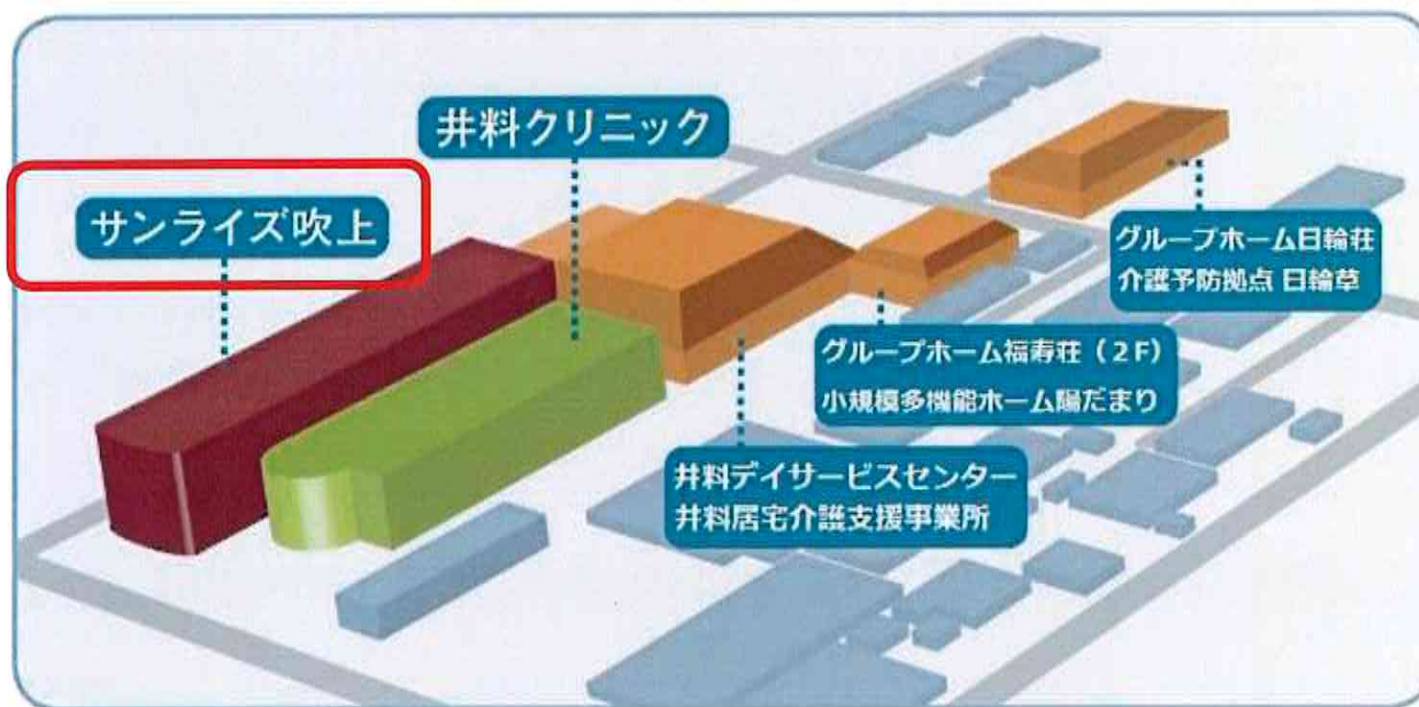 井料クリニック
サンライズ吹上
グループホーム日輪荘
介護予防拠点 日輪草
グループホーム福寿荘（２F）
小規模多機能ホーム陽だまり
井料デイサービスセンター
井料居宅介護支援事業所